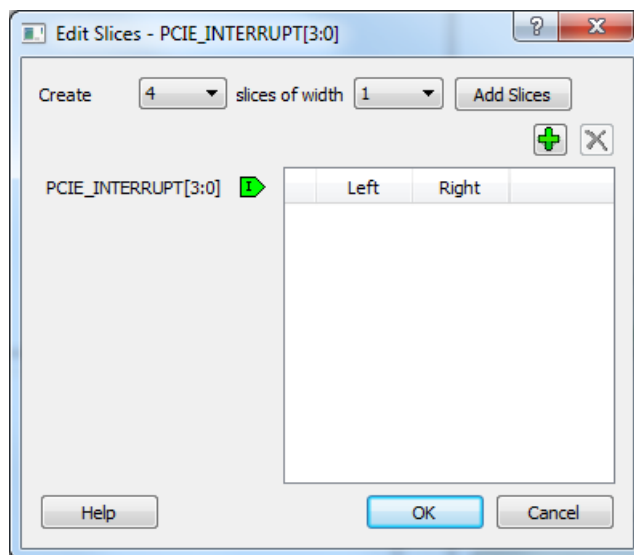 Edit Slices - PCIE_INTERRUPT[3:0]
?
Create 4 slices of width 1 Add Slices
PCIE_INTERRUPT[3:0] I Left Right
Help OK Cancel